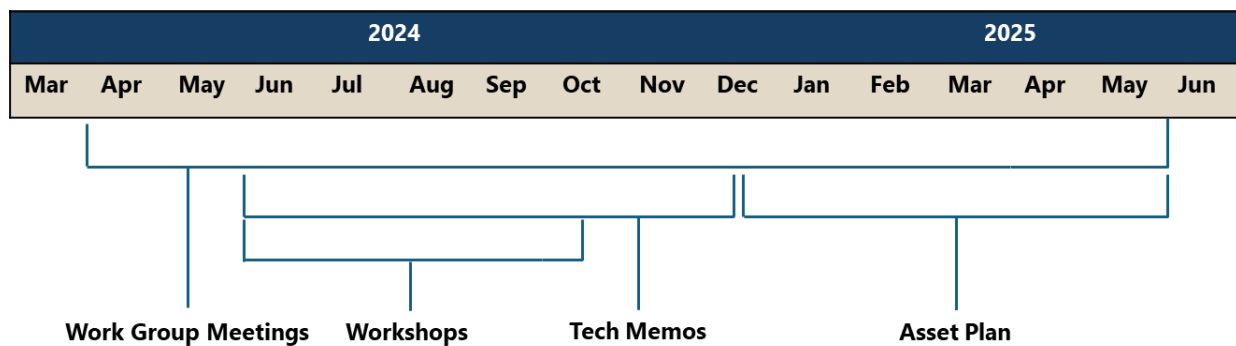 2024 2025
Mar Apr May Jun Jul Aug Sep Oct Nov Dec Jan Feb Mar Apr May Jun
Work Group Meetings Workshops Tech Memos Asset Plan